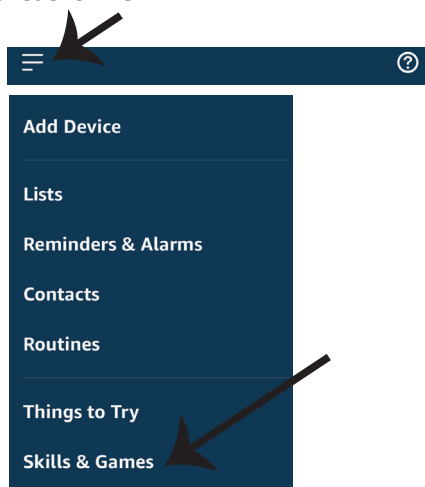 Add Device
Lists
Reminders & Alarms
Contacts
Routines
Things to Try
Skills & Games